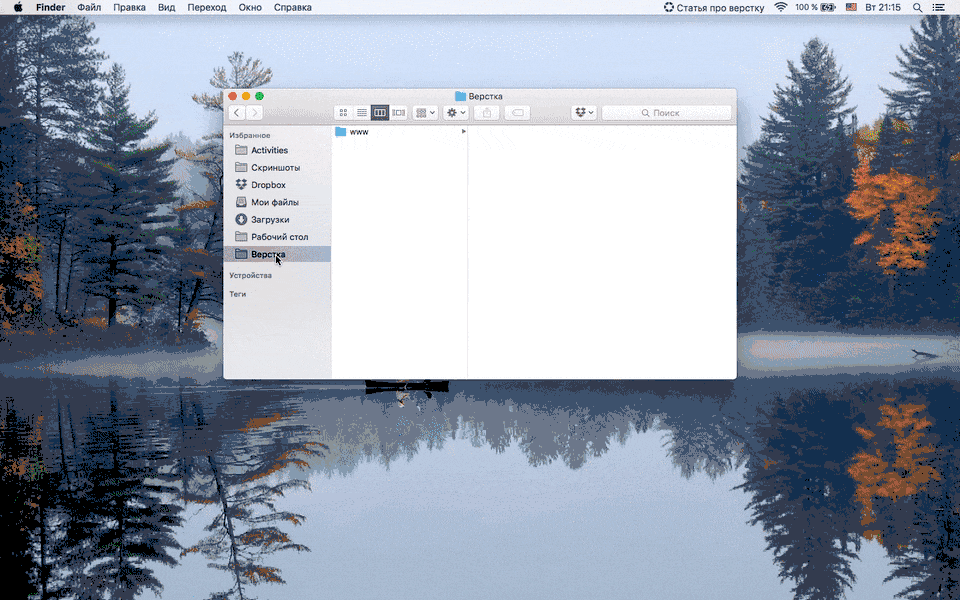 Finder Файл Правка Вид Переход Окно Справка Статья про верстку 100 % Вт 21:15
Верстка
Поиск
Избранное
www
Activities
Скриншоты
Dropbox
Мои файлы
Загрузки
Рабочий стол
Верстка
Устройства
Теги